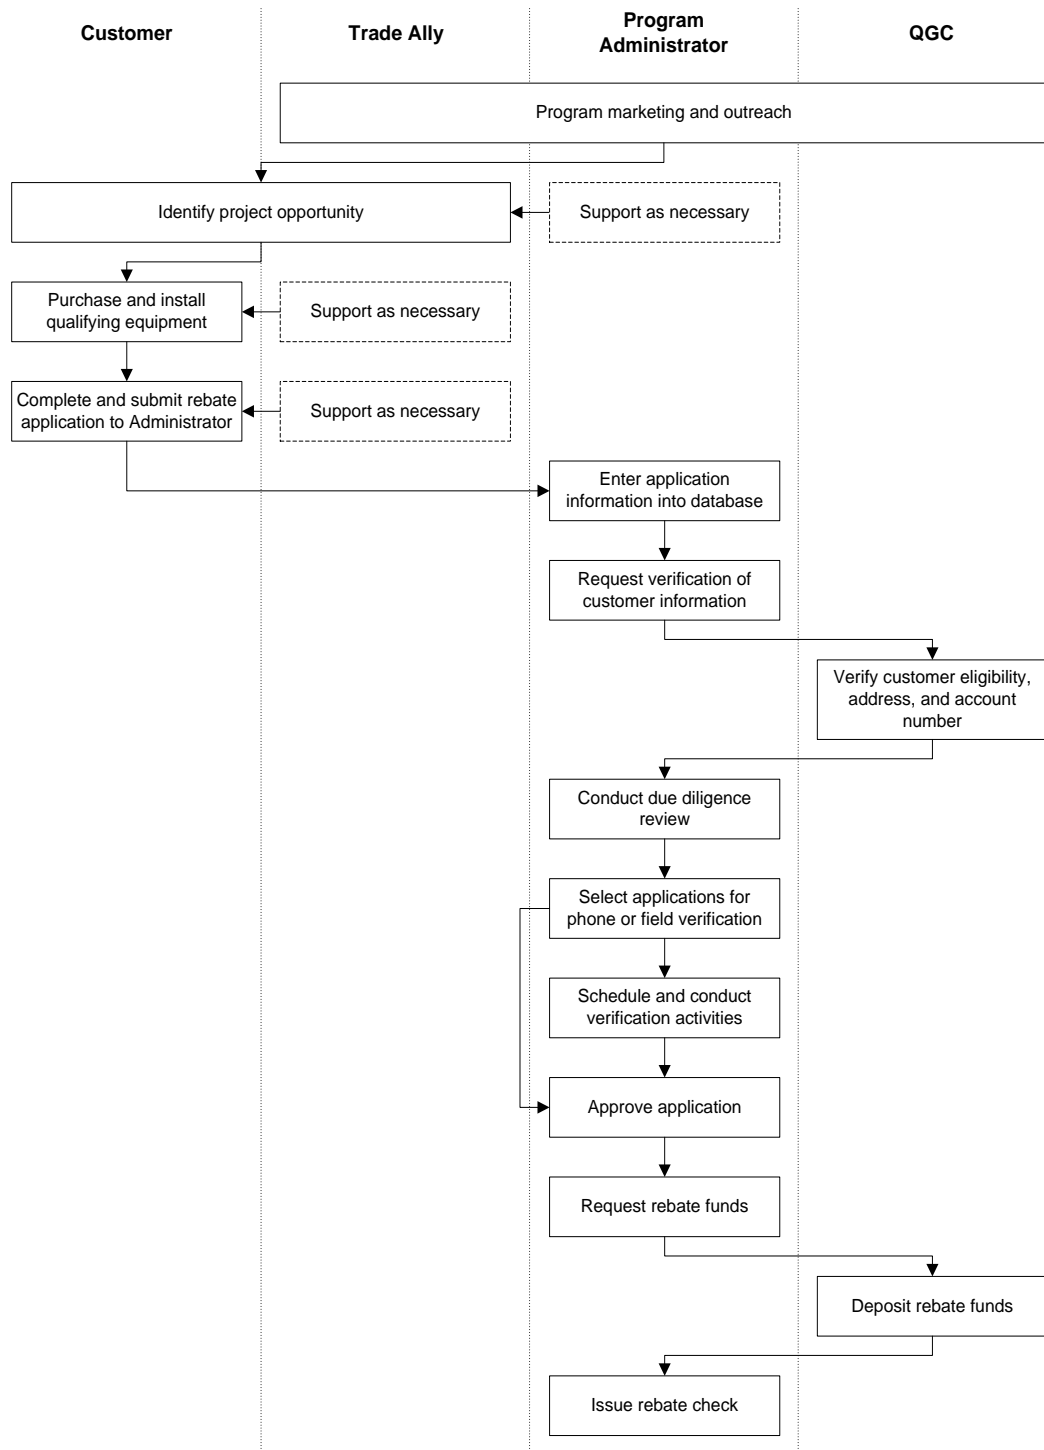 Customer
Trade Ally
Program
Administrator
QGC
Program marketing and outreach
Identify project opportunity
Support as necessary
Purchase and install
qualifying equipment
Support as necessary
Complete and submit rebate
application to Administrator
Support as necessary
Enter application
information into database
Request verification of
customer information
Verify customer eligibility,
address, and account
number
Conduct due diligence
review
Select applications for
phone or field verification
Schedule and conduct
verification activities
Approve application
Request rebate funds
Deposit rebate funds
Issue rebate check